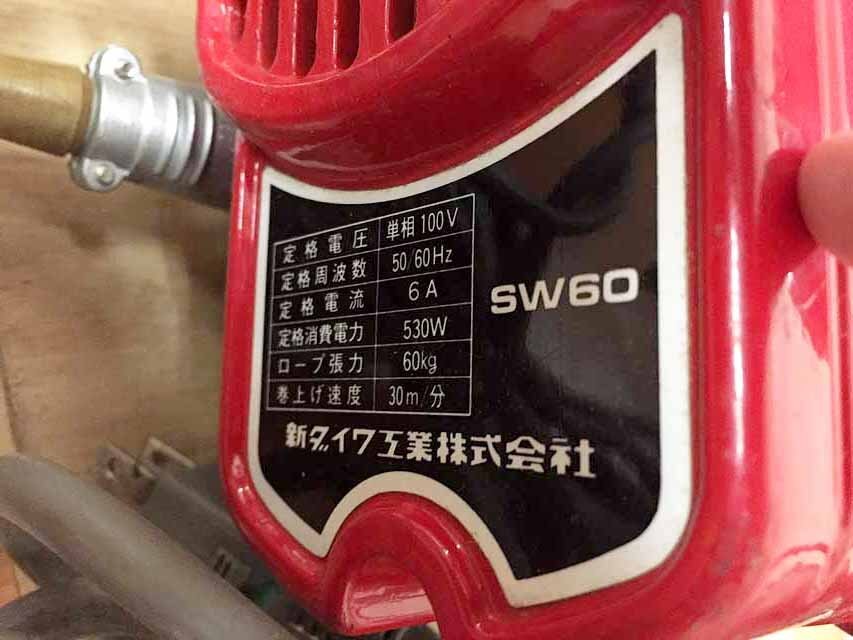 定格電圧 単相100V
定格周波数 50/60Hz
定格電流 6A
定格消費電力 530W
ロープ張力 60kg
巻上げ速度 30m/分
SW60
新ダイワ工業株式会社